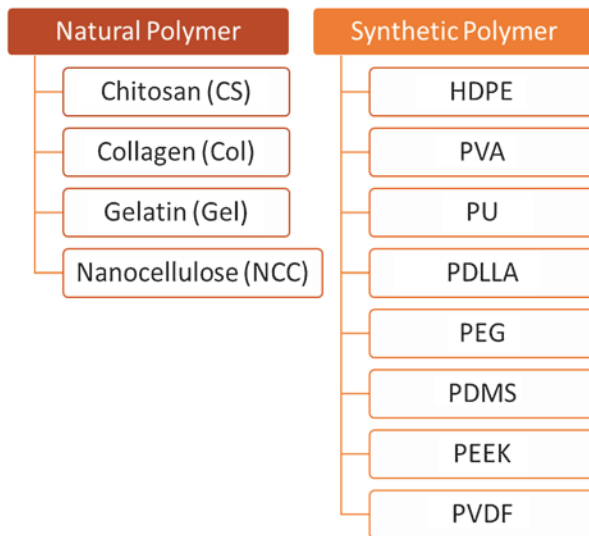 Natural Polymer
Chitosan (CS)
Collagen (Col)
Gelatin (Gel)
Nanocellulose (NCC)
Synthetic Polymer
HDPE
PVA
PU
PDLLA
PEG
PDMS
PEEK
PVDF